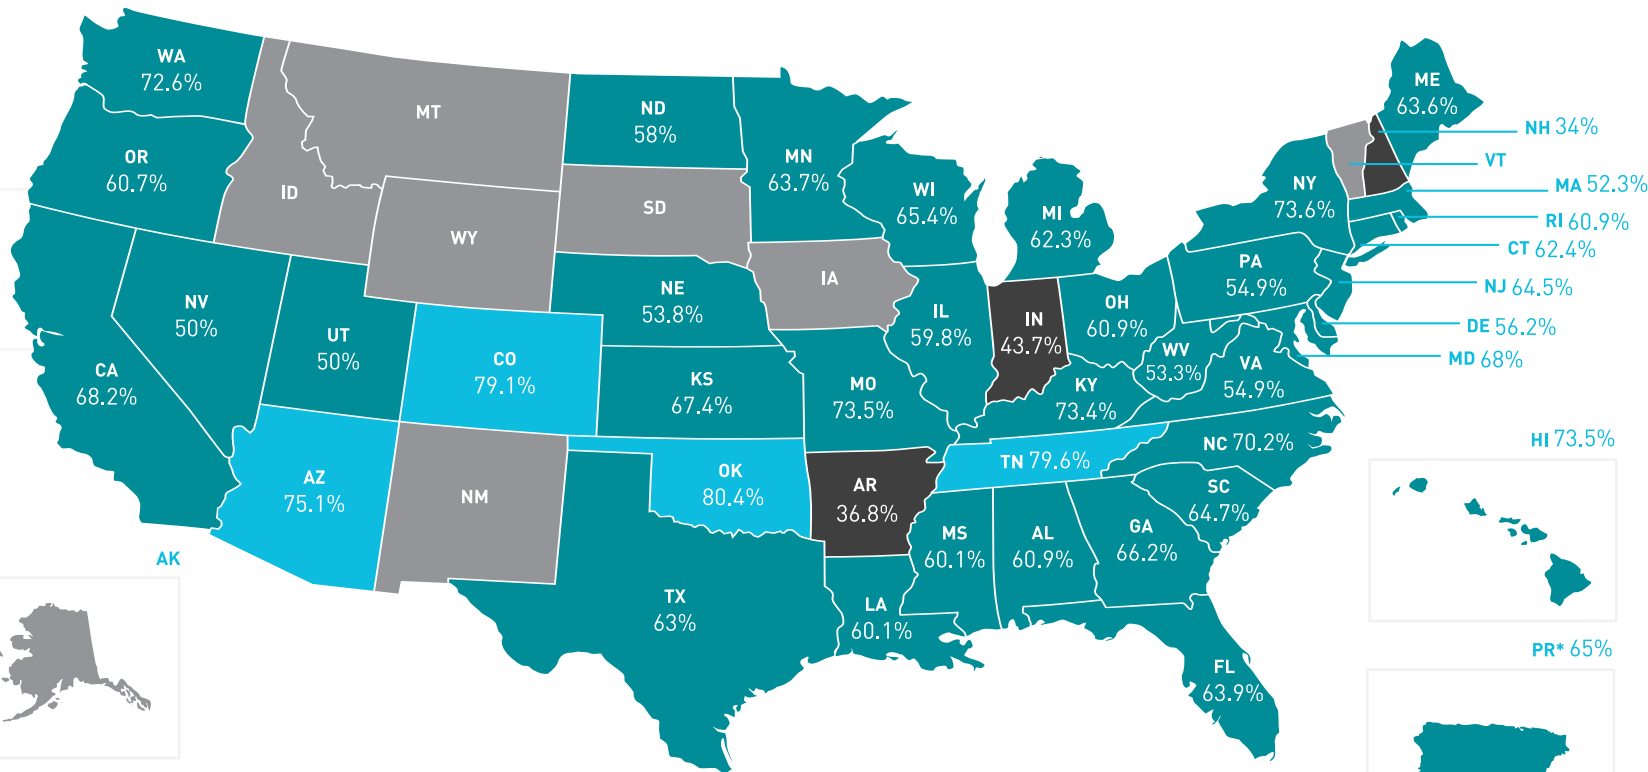 WA
72.6%
OR
60.7%
ID
MT
WY
ND
58%
SD
NE
53.8%
MN
63.7%
IA
WI
65.4%
MI
62.3%
ME
63.6%
NH 34%
VT
MA 52.3%
RI 60.9%
CT 62.4%
NJ 64.5%
DE 56.2%
MD 68%
NY
73.6%
PA
54.9%
NV
50%
UT
50%
CA
68.2%
CO
79.1%
KS
67.4%
MO
73.5%
IL
59.8%
IN
43.7%
OH
60.9%
WV
53.3%
VA
54.9%
KY
73.4%
NC 70.2%
TN 79.6%
SC
64.7%
AZ
75.1%
NM
OK
80.4%
AR
36.8%
MS
60.1%
AL
60.9%
GA
66.2%
TX
63%
LA
60.1%
FL
63.9%
AK
HI 73.5%
PR* 65%